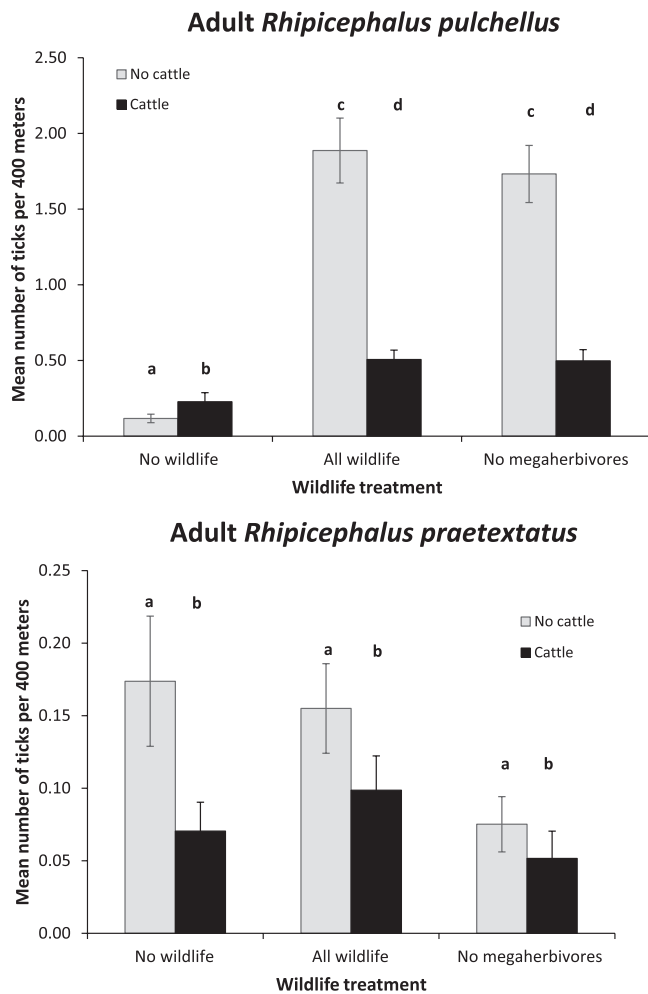 Adult Rhipicephalus pulchellus
Mean number of ticks per 400 meters
2.50
2.00
1.50
1.00
0.50
0.00
No cattle
Cattle
a b
c d
c d
No wildlife All wildlife No megaherbivores
Wildlife treatment
Adult Rhipicephalus praetextatus
Mean number of ticks per 400 meters
0.25
0.20
0.15
0.10
0.05
0.00
No cattle
Cattle
a b
a b
a b
No wildlife All wildlife No megaherbivores
Wildlife treatment